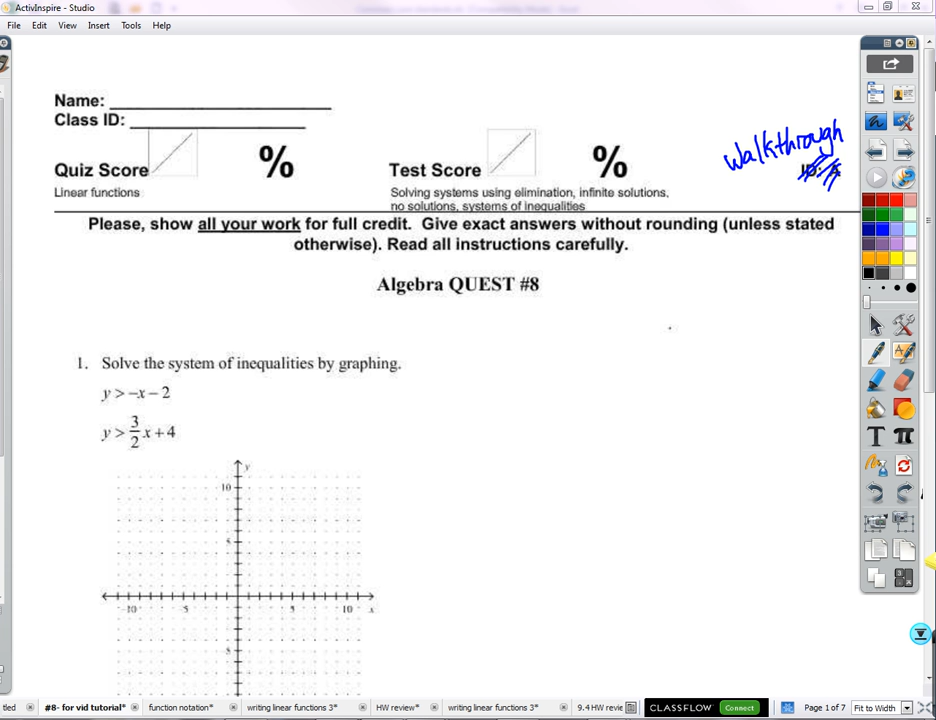 ActivInspire - Studio
File Edit View Insert Tools Help
Name:
Class ID:
Walkthrough
Quiz Score % Test Score %
Linear functions
Solving systems using elimination, infinite solutions,
no solutions, systems of inequalities
Please, show all your work for full credit. Give exact answers without rounding (unless stated
otherwise). Read all instructions carefully.
Algebra QUEST #8
1. Solve the system of inequalities by graphing.
y > -x - 2
y > 3/2 x + 4
y
10
5
-10 5 5 10 x
5
tled #8- for vid tutorial* function notation* writing linear functions 3* HW review* writing linear functions 3* 9.4 HW revie CLASSFLOW Connect Page 1 of 7 Fit to Width